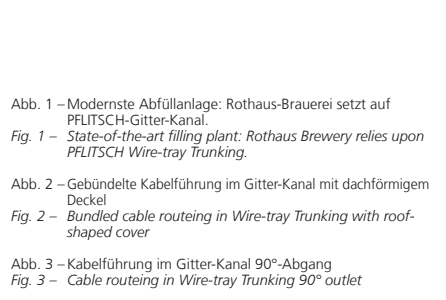 Abb. 1 – Modernste Abfüllanlage: Rothaus-Brauerei setzt auf
PFLITSCH-Gitter-Kanal.
Fig. 1 – State-of-the-art filling plant: Rothaus Brewery relies upon
PFLITSCH Wire-tray Trunking.
Abb. 2 – Gebündelte Kabelführung im Gitter-Kanal mit dachförmigem
Deckel
Fig. 2 – Bundled cable routeing in Wire-tray Trunking with roof-
shaped cover
Abb. 3 – Kabelführung im Gitter-Kanal 90°-Abgang
Fig. 3 – Cable routeing in Wire-tray Trunking 90° outlet